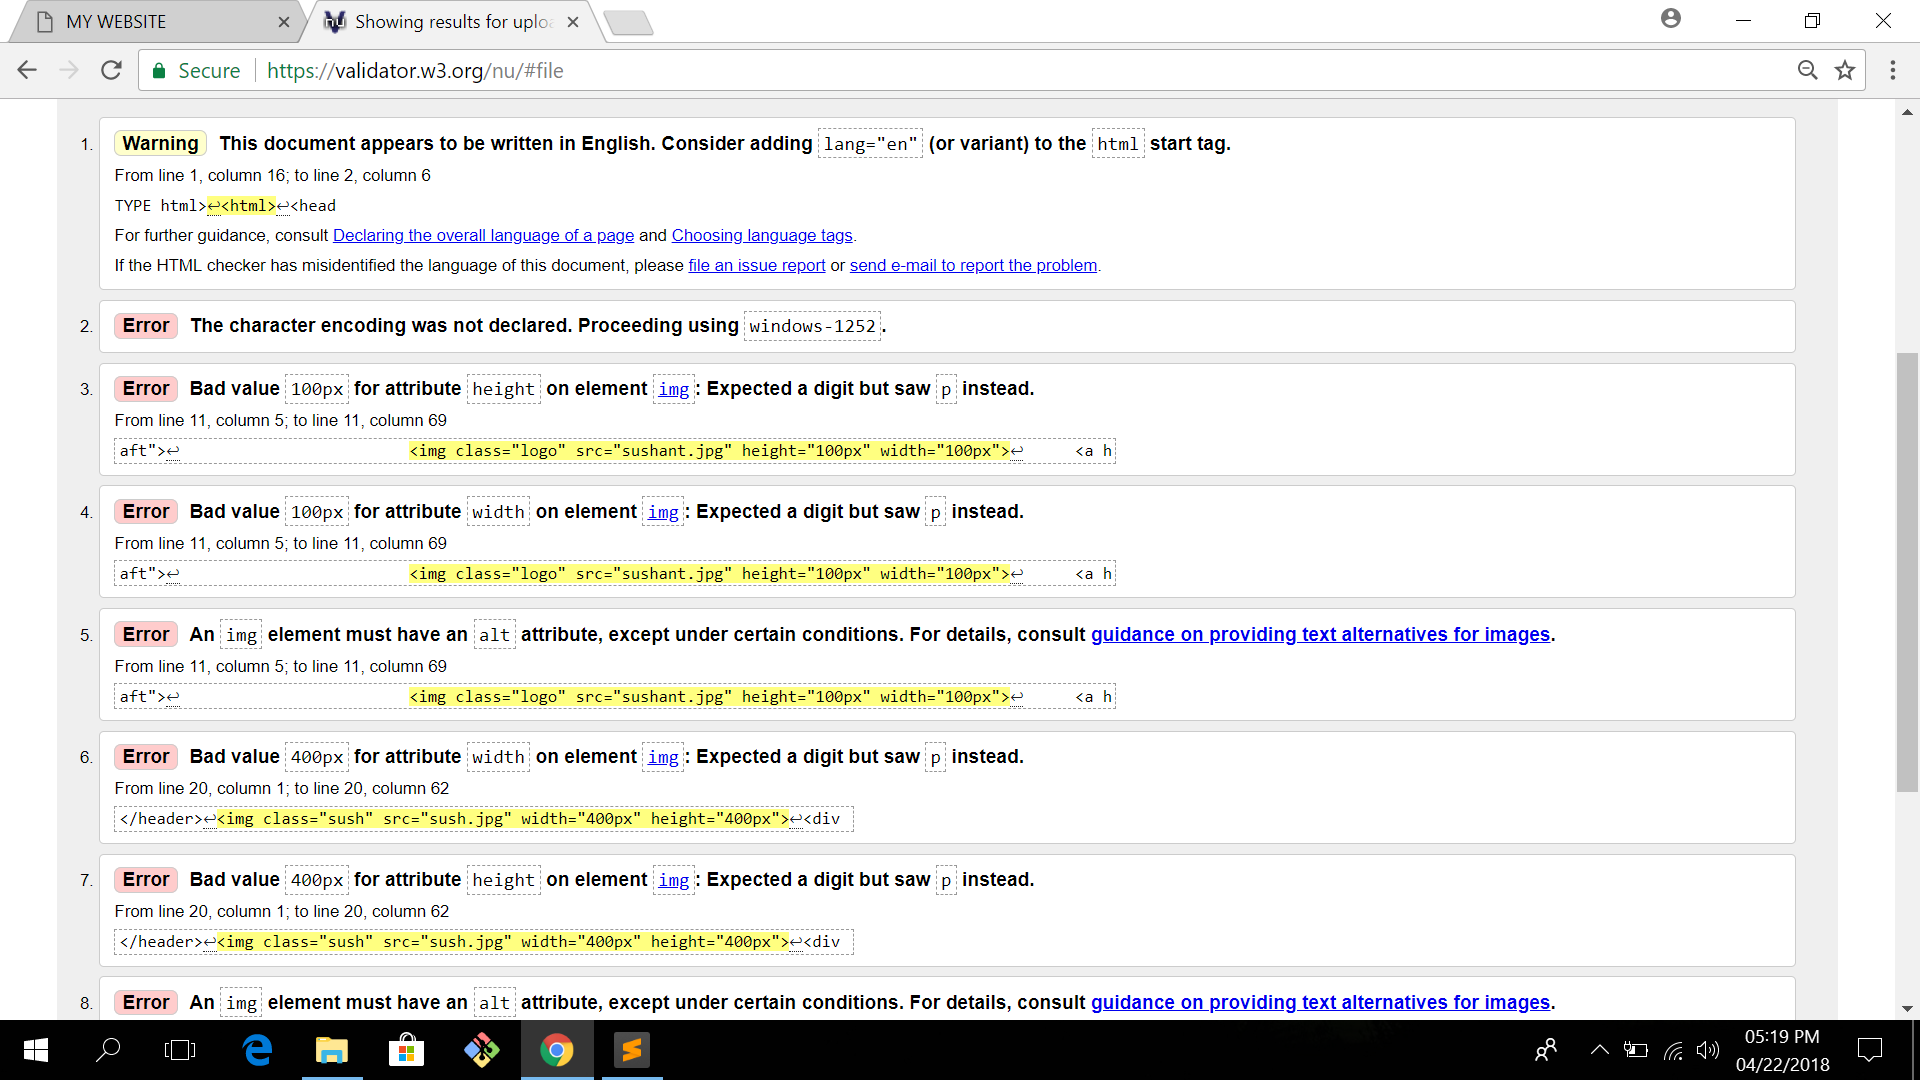 MY WEBSITE
Showing results for uplo
Secure https://validator.w3.org/nu/#file
1. Warning This document appears to be written in English. Consider adding lang="en" (or variant) to the html start tag.
From line 1, column 16; to line 2, column 6
TYPE html>↩<html>↩<head
For further guidance, consult Declaring the overall language of a page and Choosing language tags.
If the HTML checker has misidentified the language of this document, please file an issue report or send e-mail to report the problem.
2. Error The character encoding was not declared. Proceeding using windows-1252.
3. Error Bad value 100px for attribute height on element img: Expected a digit but saw p instead.
From line 11, column 5; to line 11, column 69
aft">↩ <img class="logo" src="sushant.jpg" height="100px" width="100px">↩ <a h
4. Error Bad value 100px for attribute width on element img: Expected a digit but saw p instead.
From line 11, column 5; to line 11, column 69
aft">↩ <img class="logo" src="sushant.jpg" height="100px" width="100px">↩ <a h
5. Error An img element must have an alt attribute, except under certain conditions. For details, consult guidance on providing text alternatives for images.
From line 11, column 5; to line 11, column 69
aft">↩ <img class="logo" src="sushant.jpg" height="100px" width="100px">↩ <a h
6. Error Bad value 400px for attribute width on element img: Expected a digit but saw p instead.
From line 20, column 1; to line 20, column 62
</header>↩<img class="sush" src="sush.jpg" width="400px" height="400px">↩<div
7. Error Bad value 400px for attribute height on element img: Expected a digit but saw p instead.
From line 20, column 1; to line 20, column 62
</header>↩<img class="sush" src="sush.jpg" width="400px" height="400px">↩<div
8. Error An img element must have an alt attribute, except under certain conditions. For details, consult guidance on providing text alternatives for images.
05:19 PM
04/22/2018